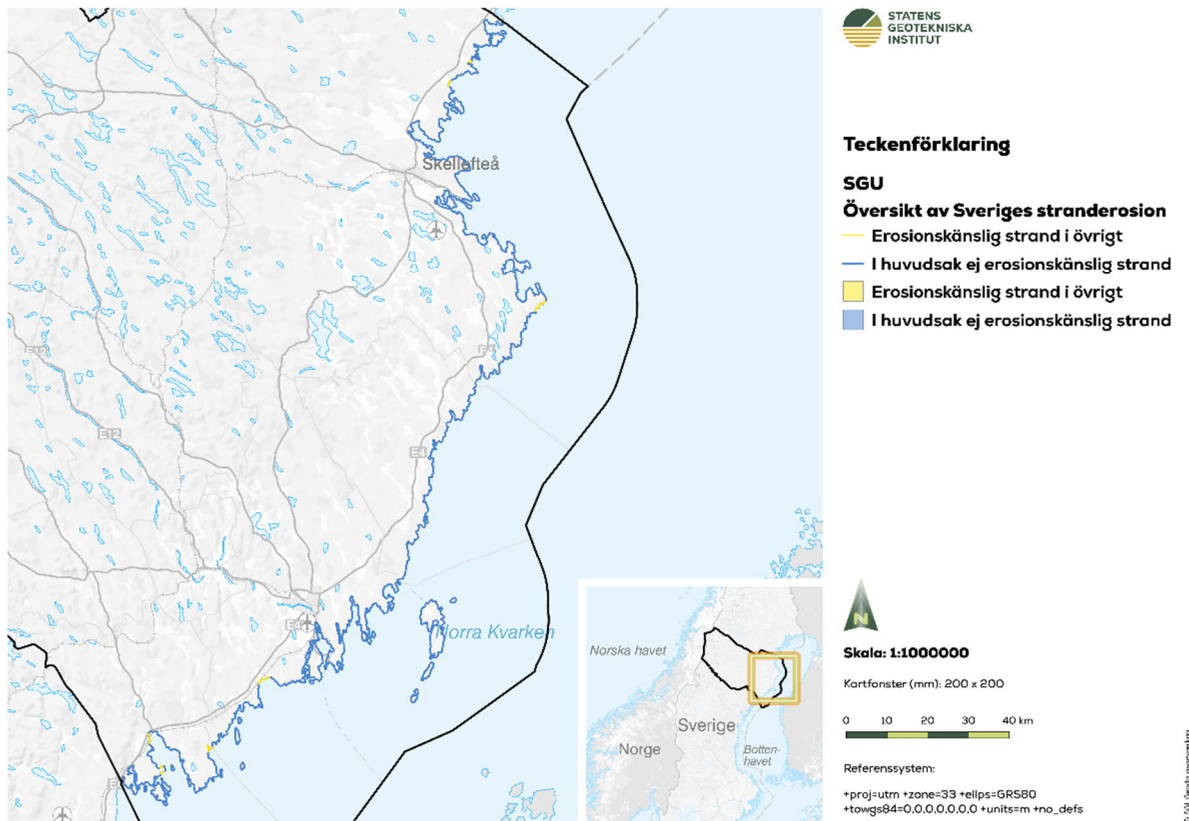 STATENS
GEOTEKNISKA
INSTITUT
Teckenförklaring
SGU
Översikt av Sveriges stranderosion
Erosionskänslig strand i övrigt
I huvudsak ej erosionskänslig strand
Erosionskänslig strand i övrigt
I huvudsak ej erosionskänslig strand
Skellefteå
E12
E4
E4
Norra Kvarken
Norska havet
Sverige
Norge
Botten-
havet
N
Skala: 1:1000000
Kartfönster (mm): 200 x 200
0 10 20 30 40 km
Referenssystem:
+proj=utm +zone=33 +ellps=GRS80
+towgs84=0,0,0,0,0,0,0 +units=m +no_defs